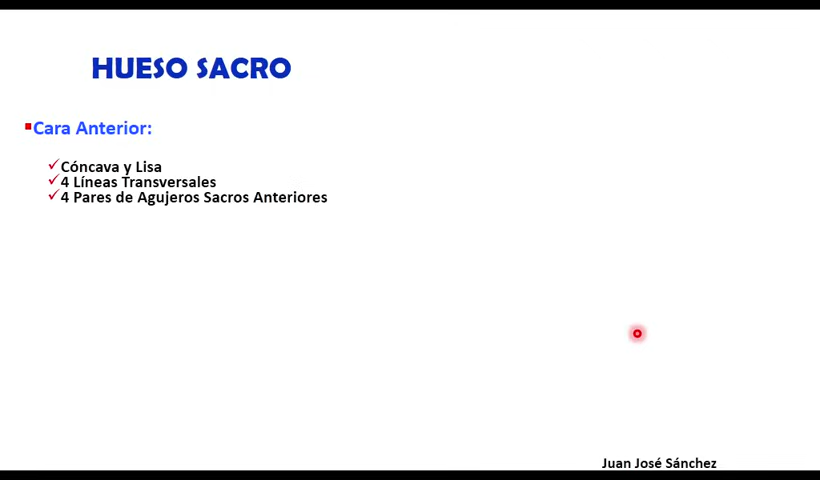 HUESO SACRO
Cara Anterior:
Cóncava y Lisa
4 Líneas Transversales
4 Pares de Agujeros Sacros Anteriores
Juan José Sánchez